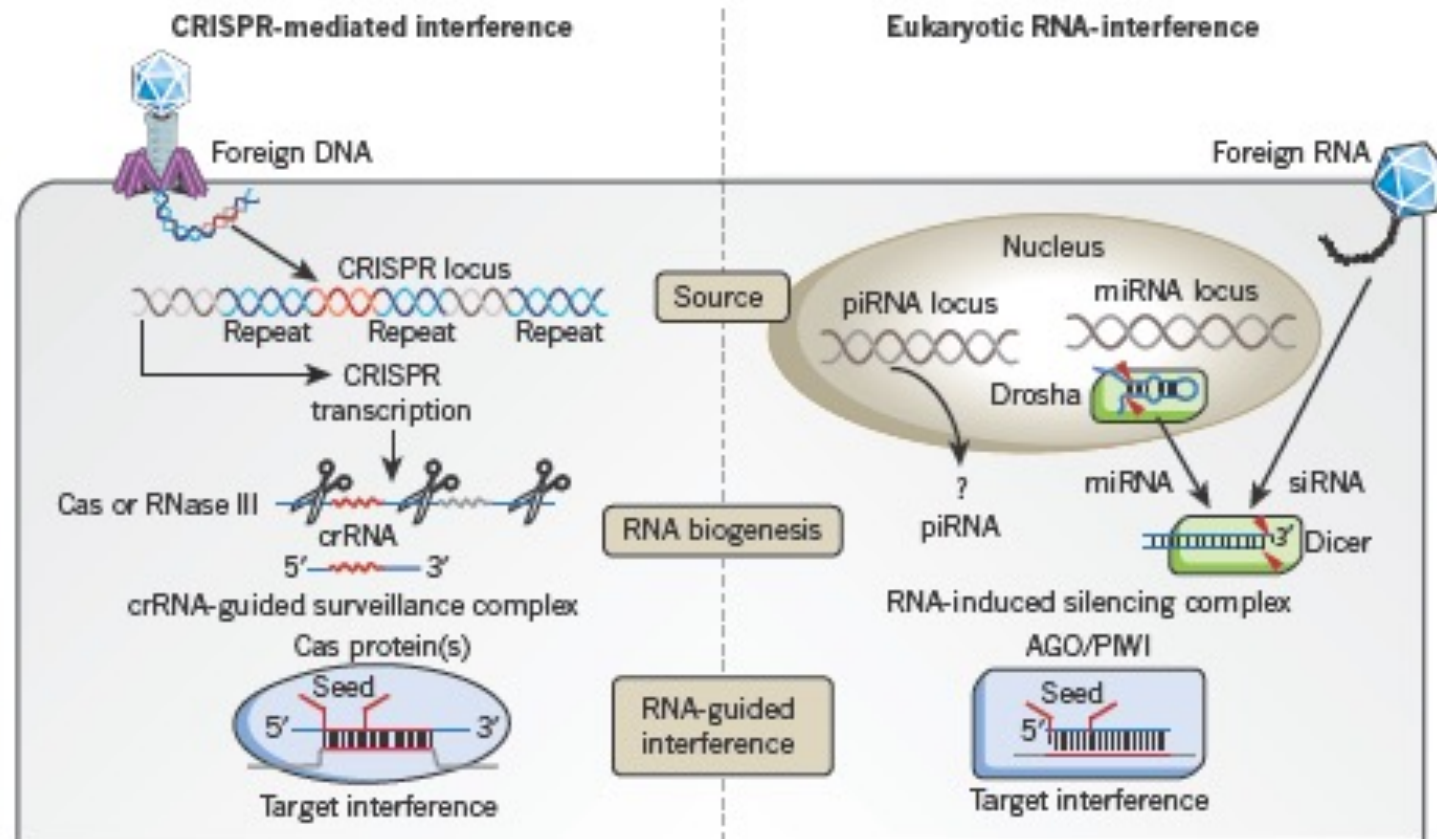 CRISPR-mediated interference
Eukaryotic RNA-interference
Foreign DNA
Foreign RNA
CRISPR locus
Repeat
Repeat
Repeat
CRISPR
transcription
Source
Nucleus
piRNA locus
miRNA locus
Drosha
Cas or RNase III
crRNA
5′
3′
crRNA-guided surveillance complex
RNA biogenesis
?
piRNA
miRNA
siRNA
3′
Dicer
RNA-induced silencing complex
Cas protein(s)
Seed
5′
3′
Target interference
RNA-guided
interference
AGO/PIWI
Seed
5′
Target interference